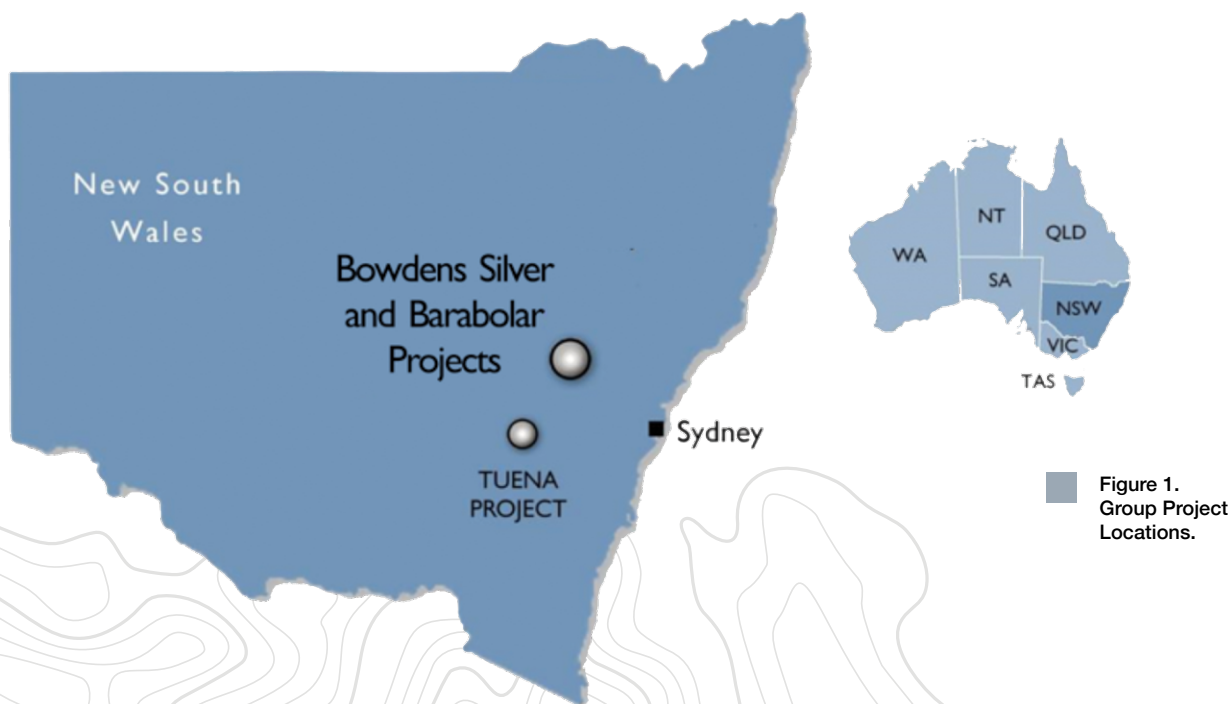 New South
Wales
Bowdens Silver
and Barabolar
Projects
TUENA
PROJECT
Sydney
WA
NT
QLD
SA
NSW
VIC
TAS
Figure 1.
Group Project
Locations.